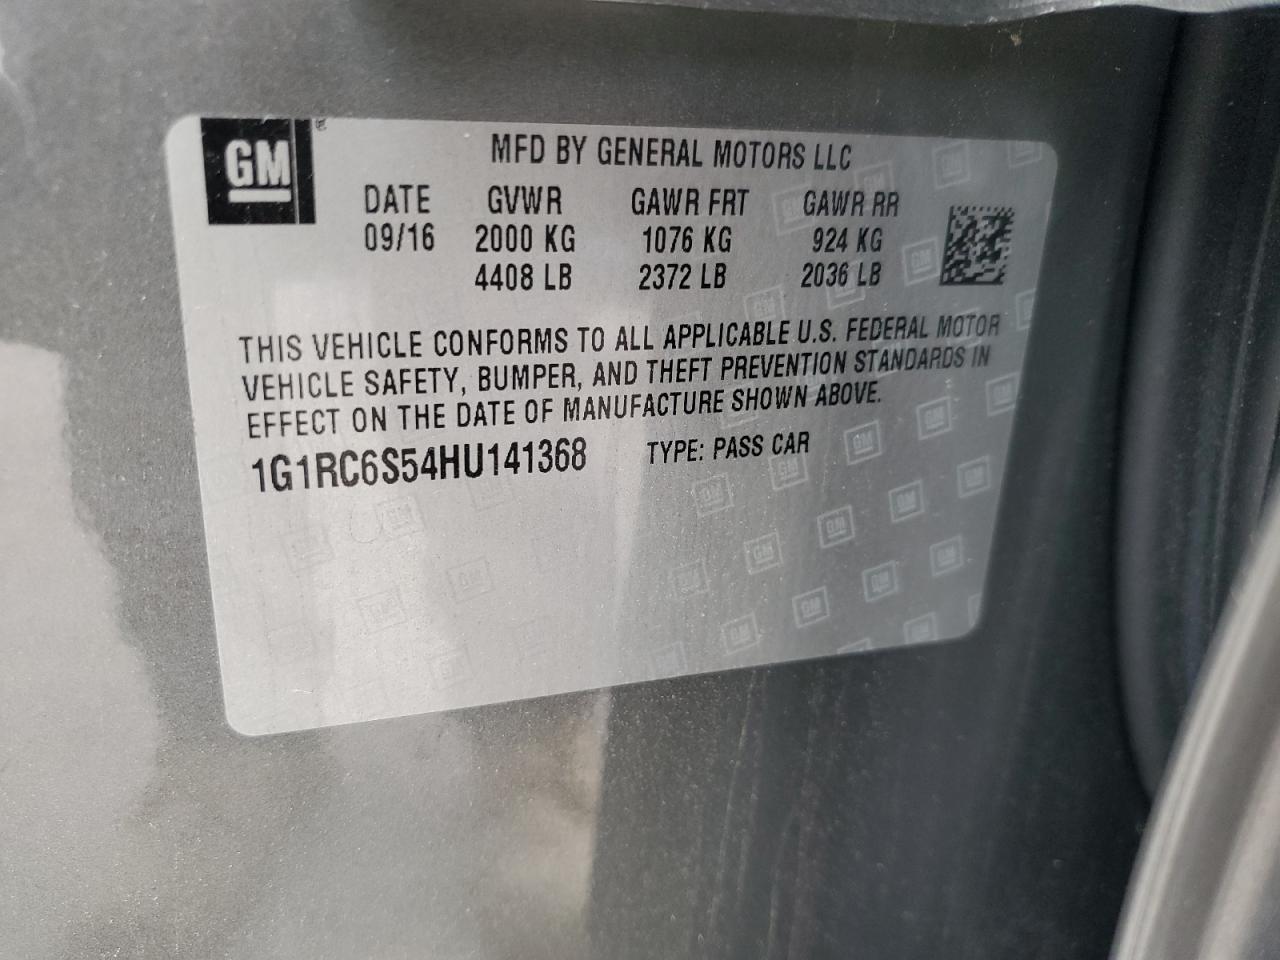 GM
MFD BY GENERAL MOTORS LLC
DATE GVWR GAWR FRT GAWR RR
09/16 2000 KG 1076 KG 924 KG
4408 LB 2372 LB 2036 LB
THIS VEHICLE CONFORMS TO ALL APPLICABLE U.S. FEDERAL MOTOR
VEHICLE SAFETY, BUMPER, AND THEFT PREVENTION STANDARDS IN
EFFECT ON THE DATE OF MANUFACTURE SHOWN ABOVE.
1G1RC6S54HU141368 TYPE: PASS CAR